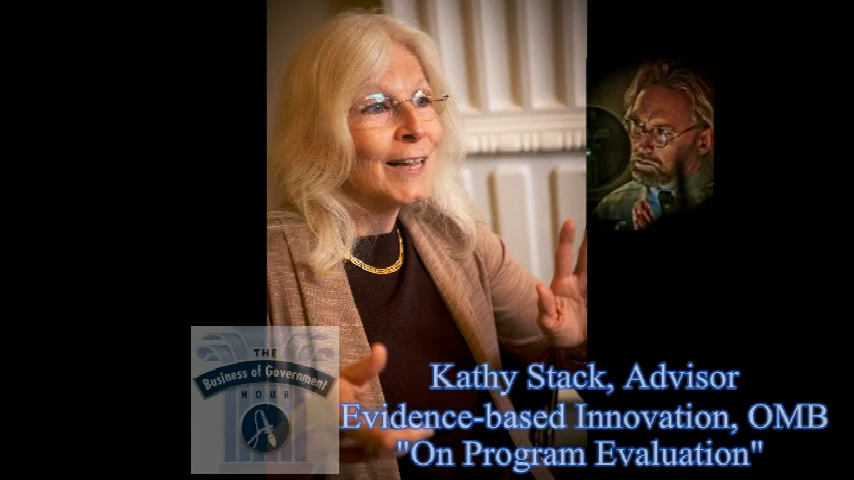 THE
Business of Government
HOUR
Kathy Stack, Advisor
Evidence-based Innovation, OMB
"On Program Evaluation"